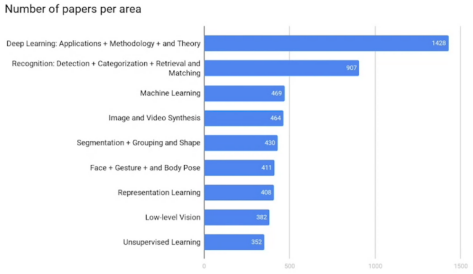 Number of papers per area
Deep Learning: Applications + Methodology + and Theory
1428
Recognition: Detection + Categorization + Retrieval and
Matching
907
Machine Learning
469
Image and Video Synthesis
464
Segmentation + Grouping and Shape
430
Face + Gesture + and Body Pose
411
Representation Learning
408
Low-level Vision
382
Unsupervised Learning
352
0
500
1000
1500